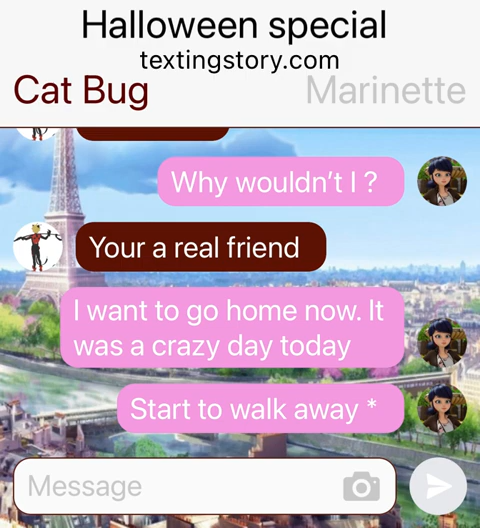 Halloween special
textingstory.com
Cat Bug
Marinette
Why wouldn't I ?
Your a real friend
I want to go home now. It
was a crazy day today
Start to walk away *
Message